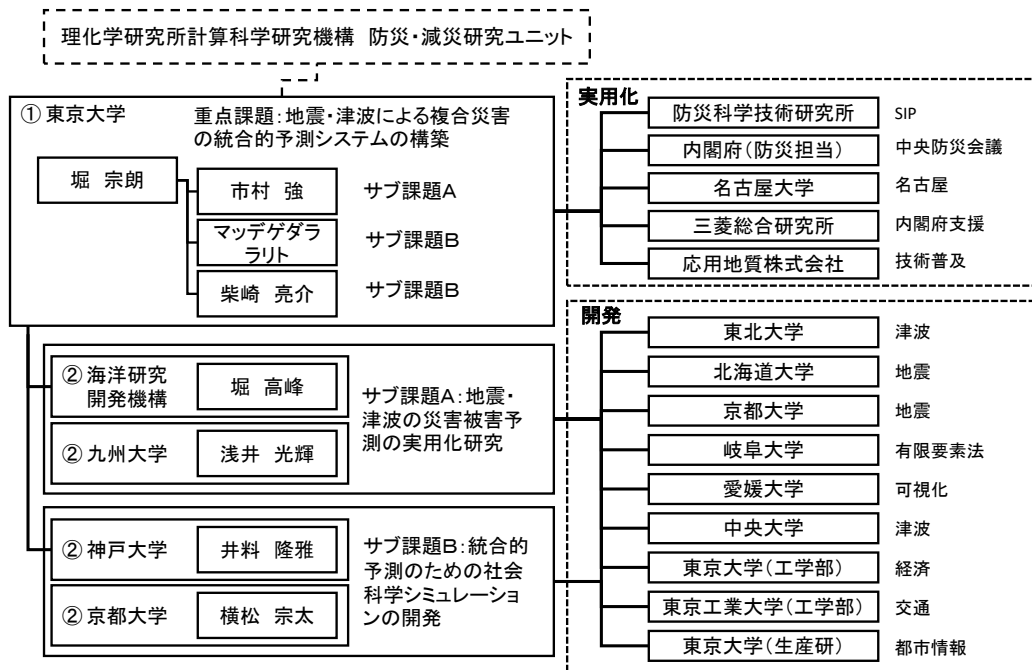 理化学研究所計算科学研究機構 防災・減災研究ユニット
① 東京大学
重点課題：地震・津波による複合災害
の統合的予測システムの構築
堀 宗朗
市村 強
サブ課題A
マッデゲダラ
ラリト
サブ課題B
柴崎 亮介
サブ課題B
② 海洋研究
開発機構
堀 高峰
② 九州大学
浅井 光輝
サブ課題A：地震・
津波の災害被害予
測の実用化研究
② 神戸大学
井料 隆雅
② 京都大学
横松 宗太
サブ課題B：統合的
予測のための社会
科学シミュレーショ
ンの開発
実用化
防災科学技術研究所 SIP
内閣府（防災担当） 中央防災会議
名古屋大学 名古屋
三菱総合研究所 内閣府支援
応用地質株式会社 技術普及
開発
東北大学 津波
北海道大学 地震
京都大学 地震
岐阜大学 有限要素法
愛媛大学 可視化
中央大学 津波
東京大学（工学部） 経済
東京工業大学（工学部） 交通
東京大学（生産研） 都市情報